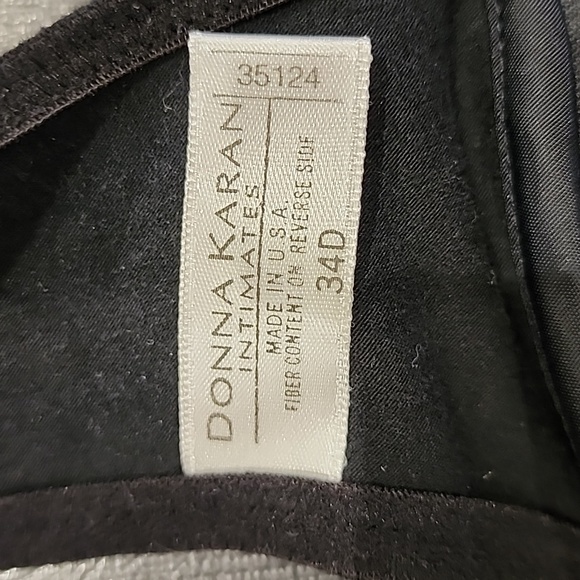 35124
DONNA KARAN
INTIMATES
MADE IN U.S.A.
FIBER CONTENT ON REVERSE SIDE
34D